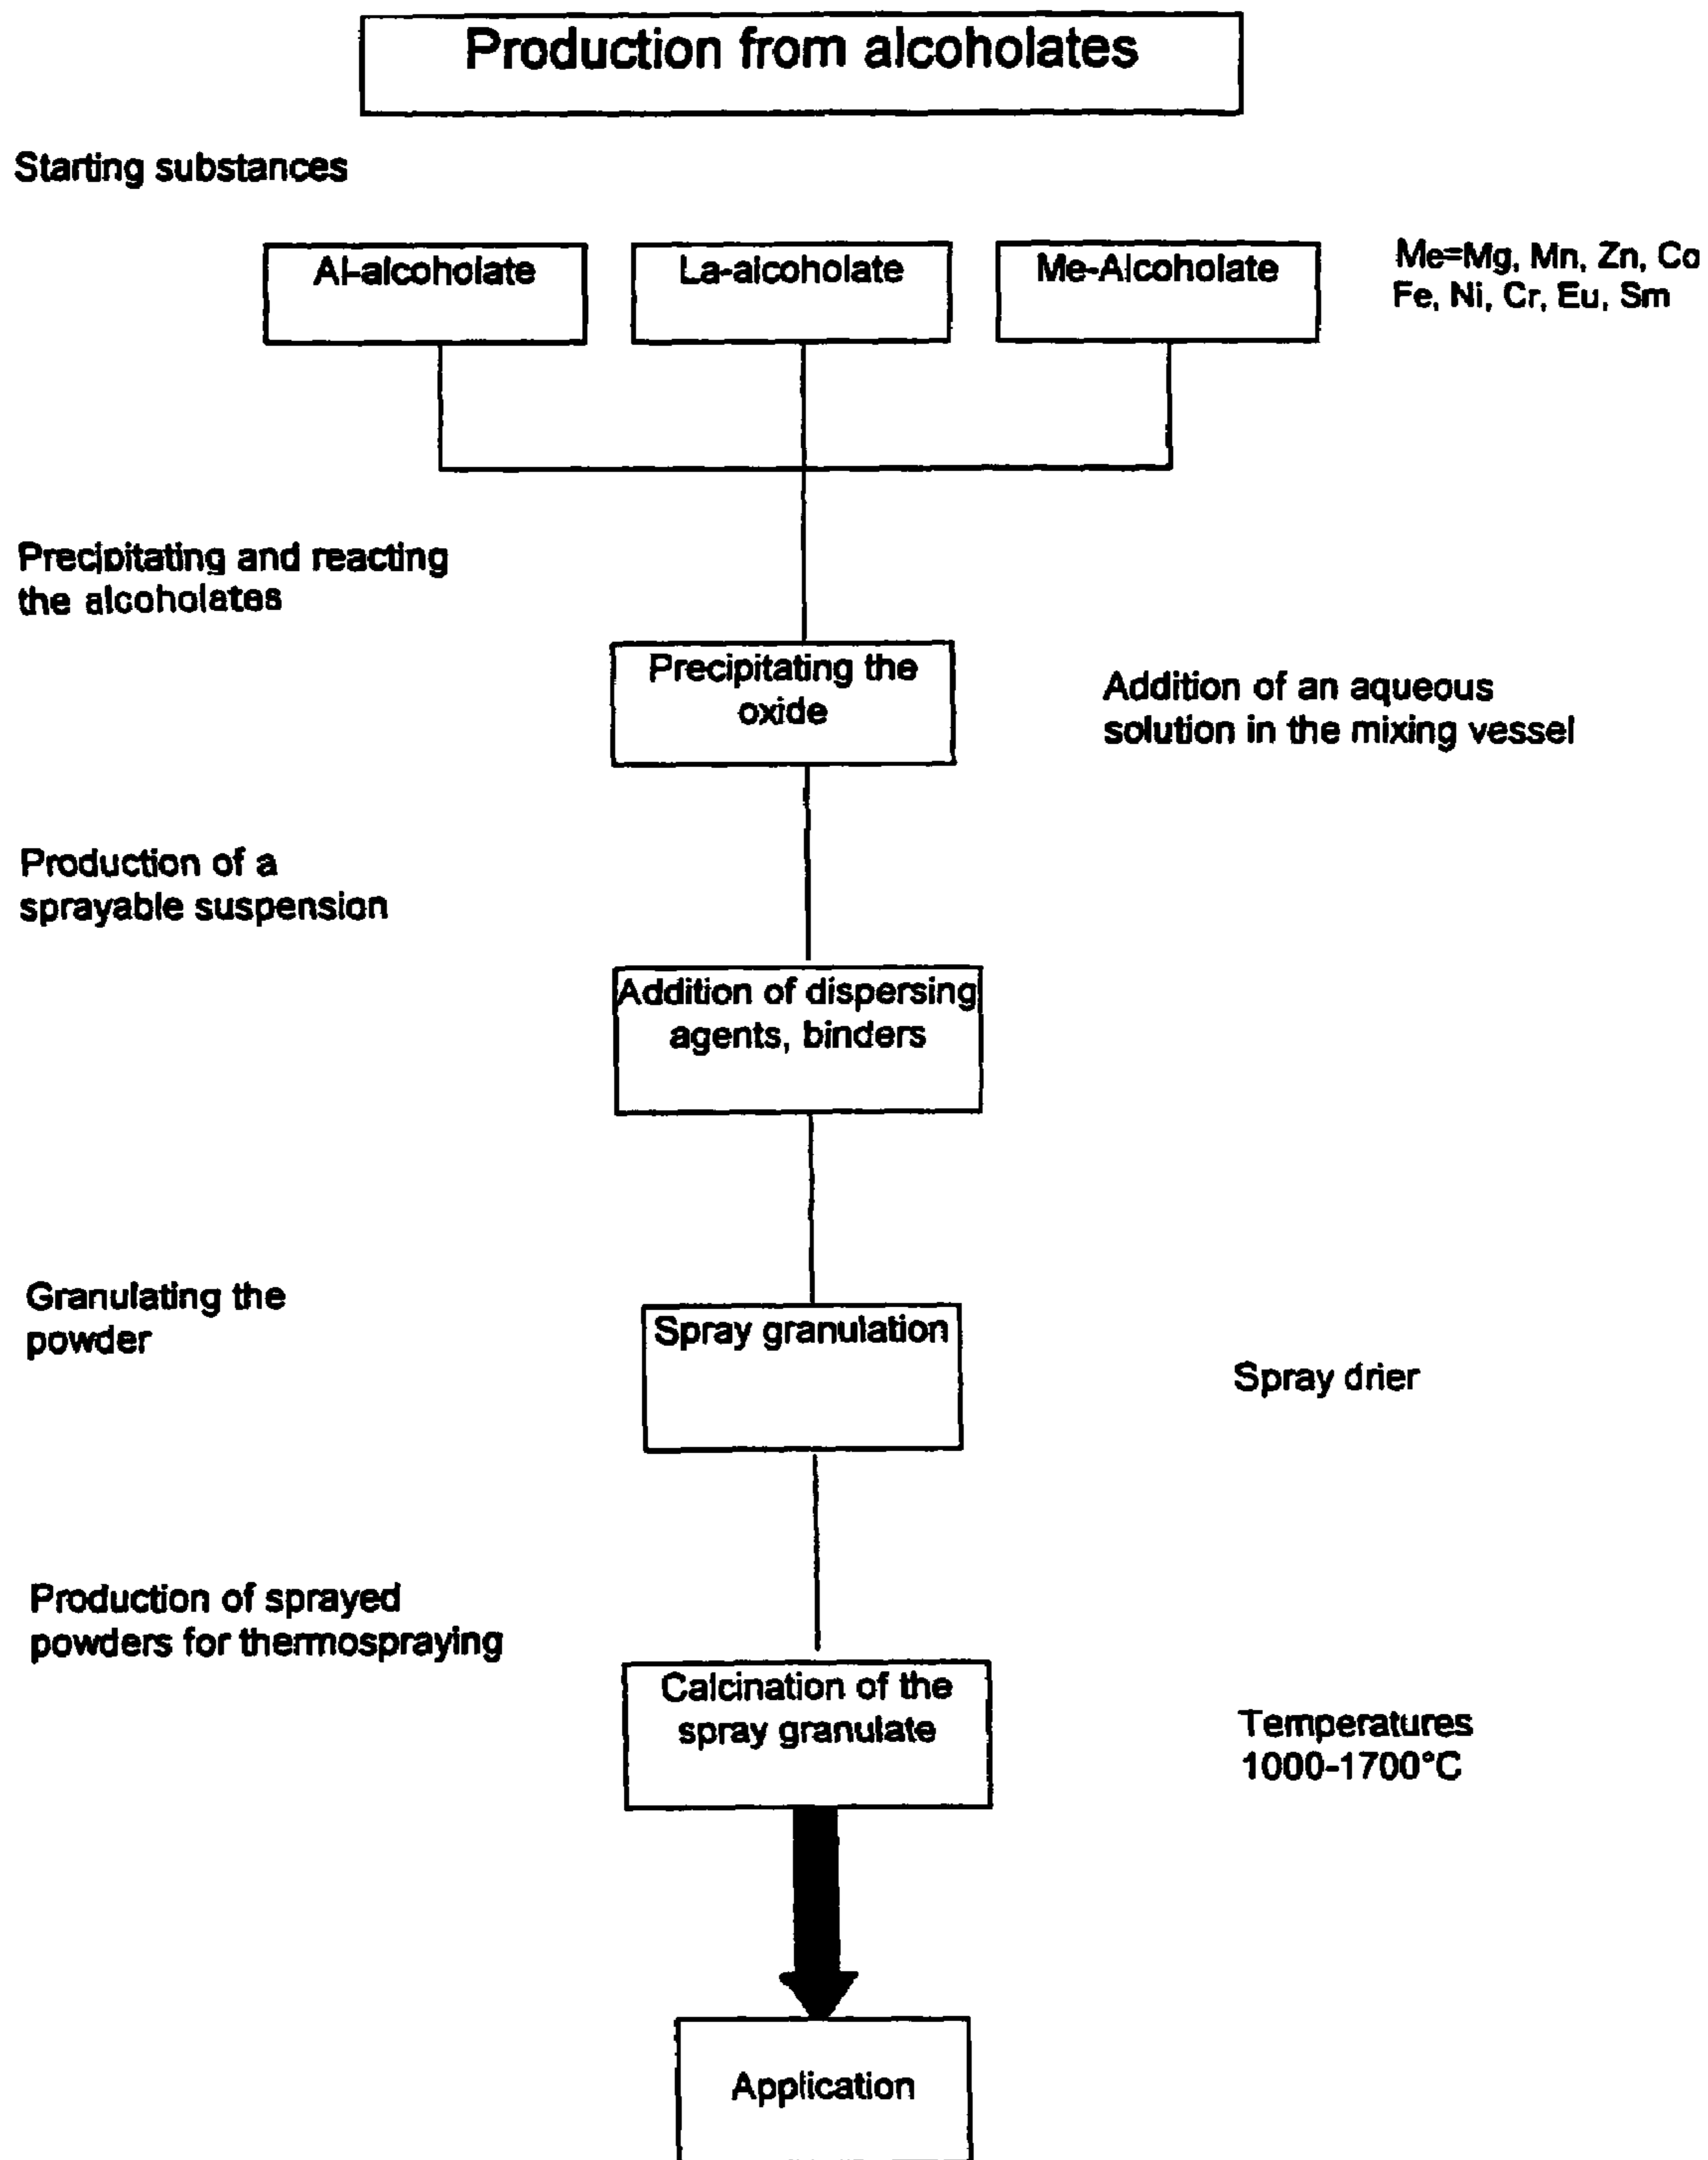 Production from alcoholates
Starting substances
Al-alcoholate
La-alcoholate
Me-Alcoholate
Me=Mg, Mn, Zn, Co
Fe, Ni, Cr, Eu, Sm
Precipitating and reacting
the alcoholates
Precipitating the
oxide
Addition of an aqueous
solution in the mixing vessel
Production of a
sprayable suspension
Addition of dispersing
agents, binders
Granulating the
powder
Spray granulation
Spray drier
Production of sprayed
powders for thermospraying
Calcination of the
spray granulate
Temperatures
1000-1700°C
Application